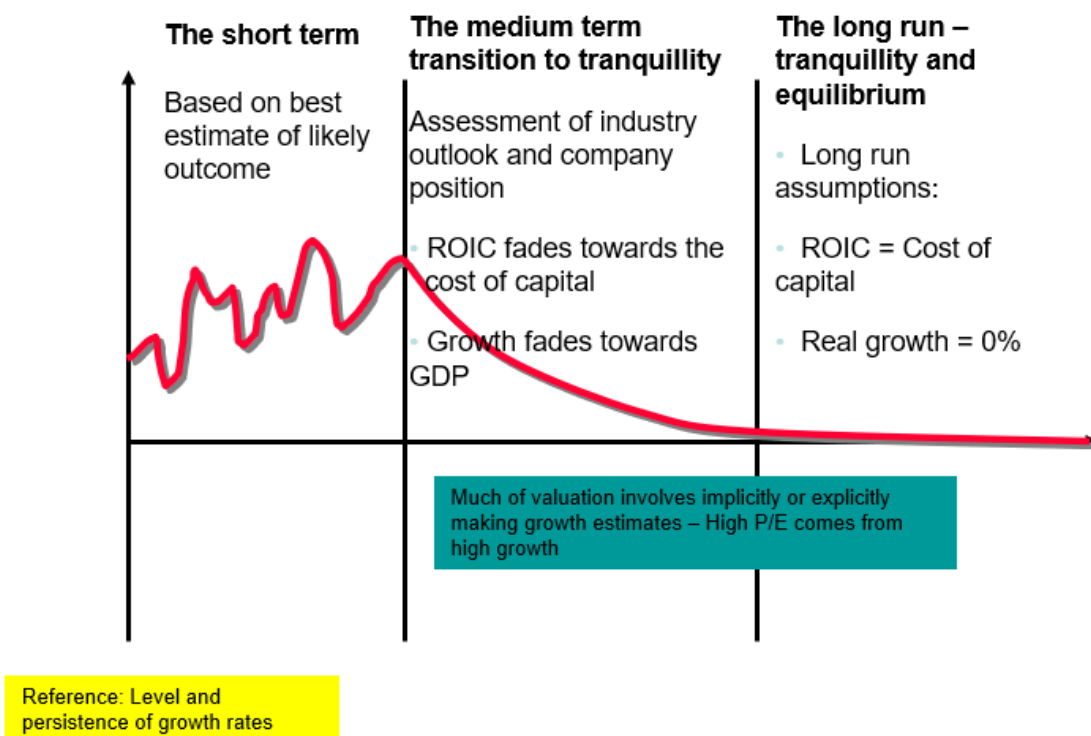 The short term
Based on best
estimate of likely
outcome
The medium term
transition to tranquillity
Assessment of industry
outlook and company
position
• ROIC fades towards the
cost of capital
• Growth fades towards
GDP
The long run –
tranquillity and
equilibrium
• Long run
assumptions:
• ROIC = Cost of
capital
• Real growth = 0%
Much of valuation involves implicitly or explicitly
making growth estimates – High P/E comes from
high growth
Reference: Level and
persistence of growth rates